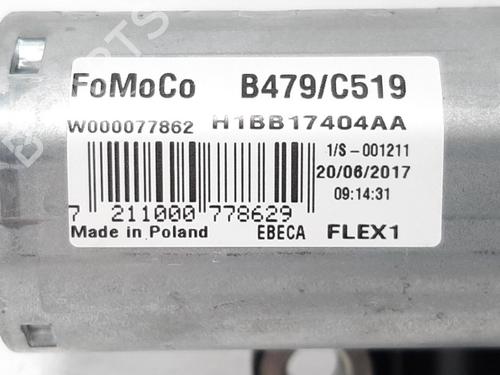 FoMoCo B479/C519
W000077862 H1BB17404AA
1/S-001211
20/06/2017
09:14:31
7 211000 778629
Made in Poland EBECA FLEX1